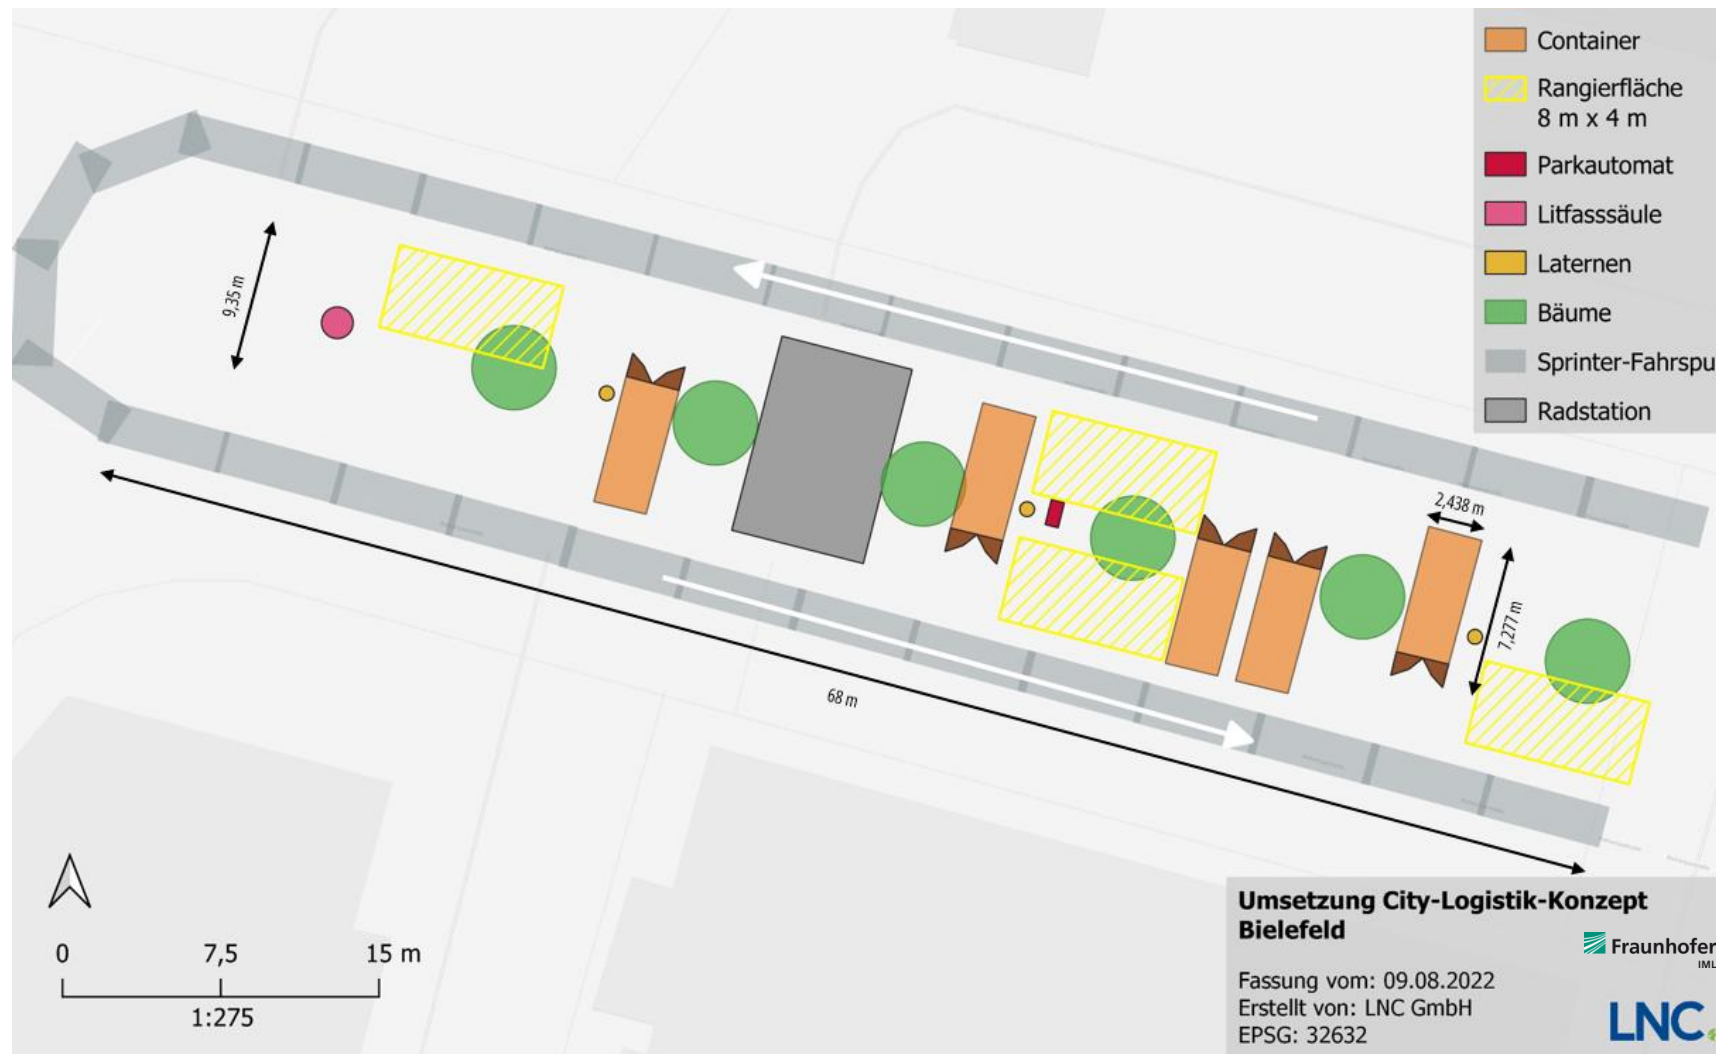 Container
Rangierfläche
8 m x 4 m
Parkautomat
Litfasssäule
Laternen
Bäume
Sprinter-Fahrspu
Radstation
9,35 m
2,438 m
7,277 m
68 m
0 7,5 15 m
1:275
Umsetzung City-Logistik-Konzept
Bielefeld
Fassung vom: 09.08.2022
Erstellt von: LNC GmbH
EPSG: 32632
Fraunhofer
IML
LNC